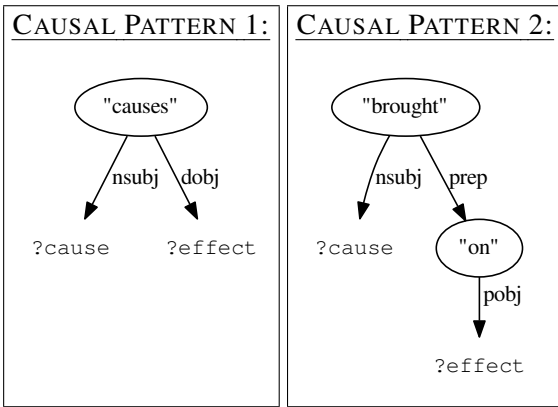 CAUSAL PATTERN 1:
"causes"
nsubj dobj
?cause ?effect
CAUSAL PATTERN 2:
"brought"
nsubj prep
?cause "on"
pobj
?effect